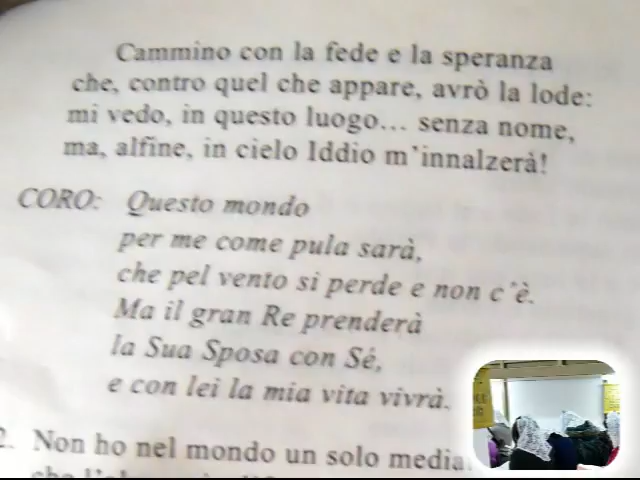 Cammino con la fede e la speranza
che, contro quel che appare, avrò la lode:
mi vedo, in questo luogo... senza nome,
ma, alfine, in cielo Iddio m'innalzerà!
CORO: Questo mondo
per me come pula sarà,
che pel vento si perde e non c'è.
Ma il gran Re prenderà
la Sua Sposa con Sé,
e con lei la mia vita vivrà.
2. Non ho nel mondo un solo